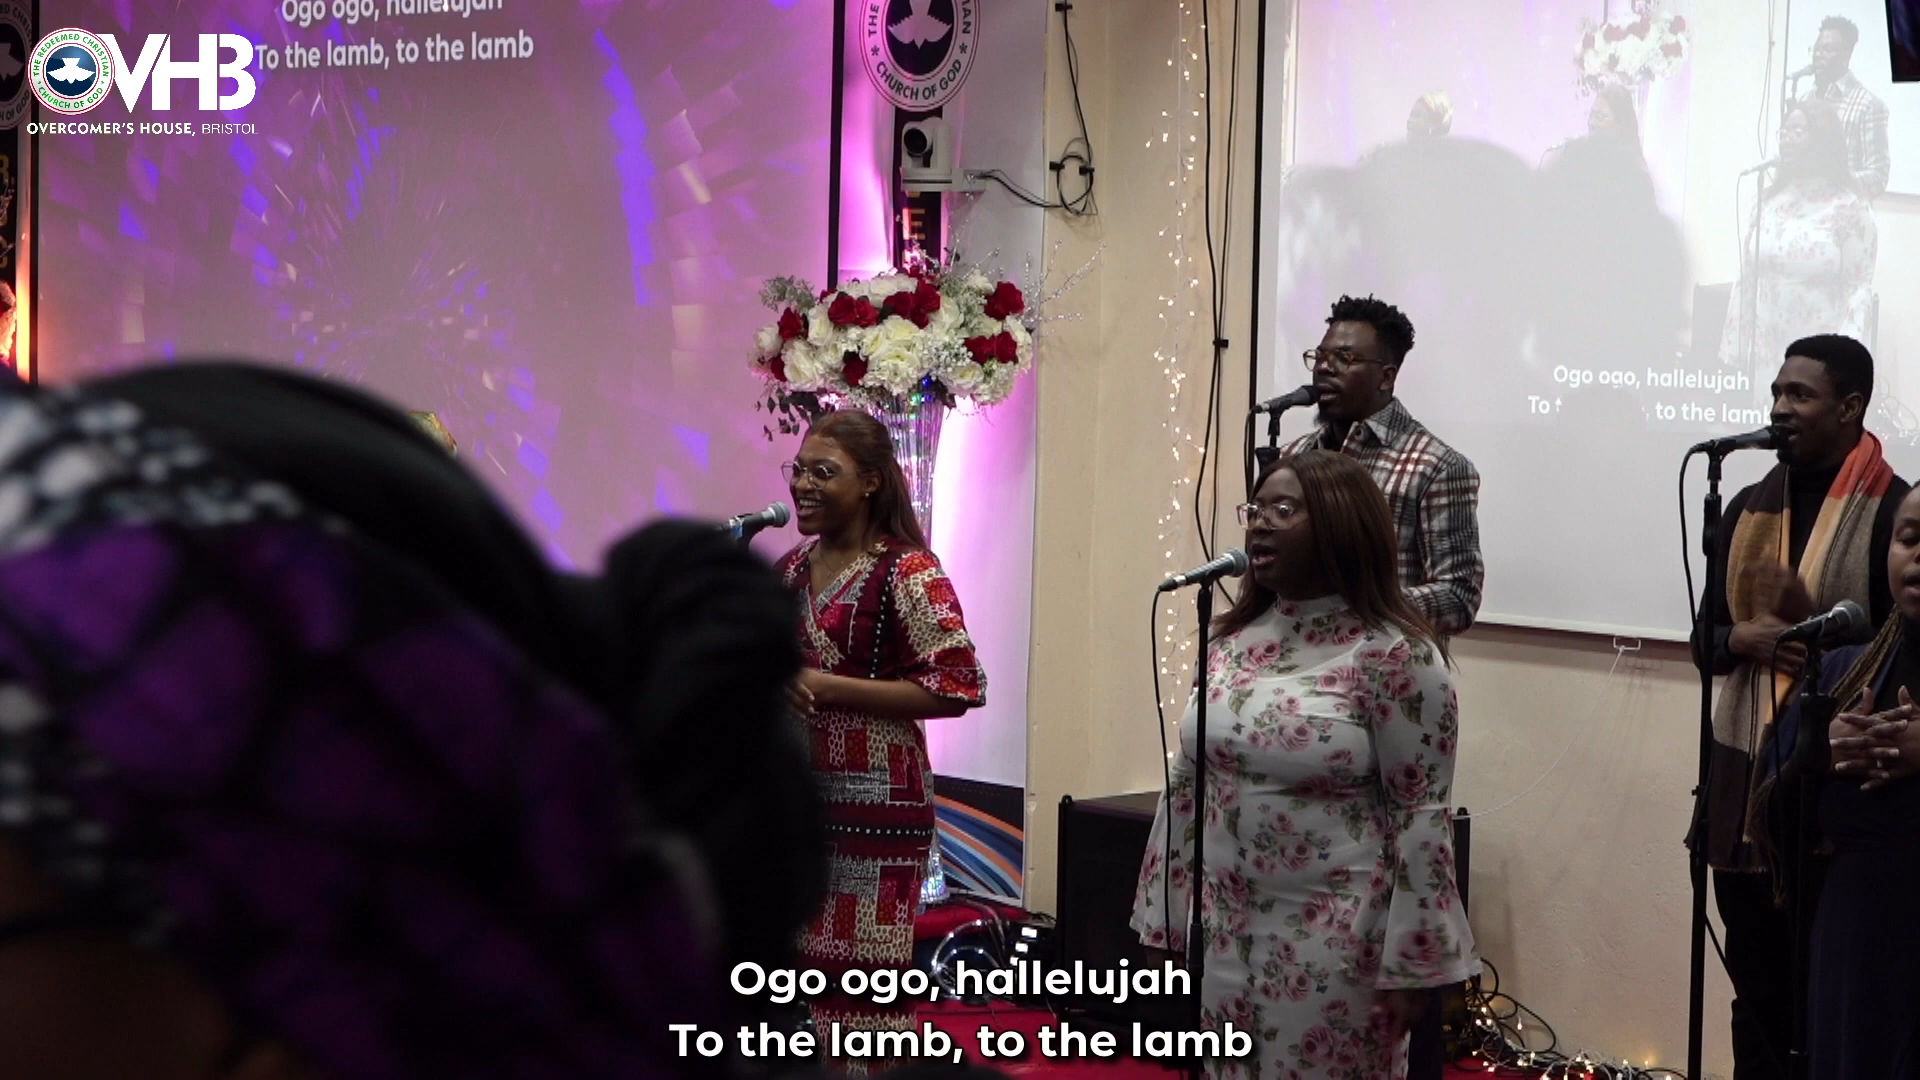 Ogo ogo, hallelujah
To the lamb, to the lamb
THE REDEEMED CHRISTIAN
CHURCH OF GOD
OVHB
OVERCOMER'S HOUSE, BRISTOL
THE
CHURCH OF GOD
Ogo ogo, hallelujah
to the lamb
Ogo ogo, hallelujah
To the lamb, to the lamb